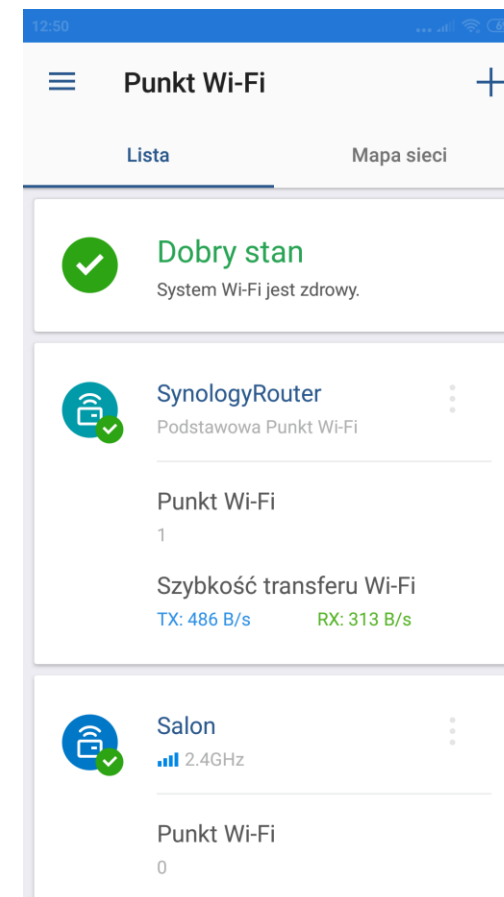 12:50
Punkt Wi-Fi
Lista
Mapa sieci
Dobry stan
System Wi-Fi jest zdrowy.
SynologyRouter
Podstawowa Punkt Wi-Fi
Punkt Wi-Fi
1
Szybkość transferu Wi-Fi
TX: 486 B/s RX: 313 B/s
Salon
2.4GHz
Punkt Wi-Fi
0